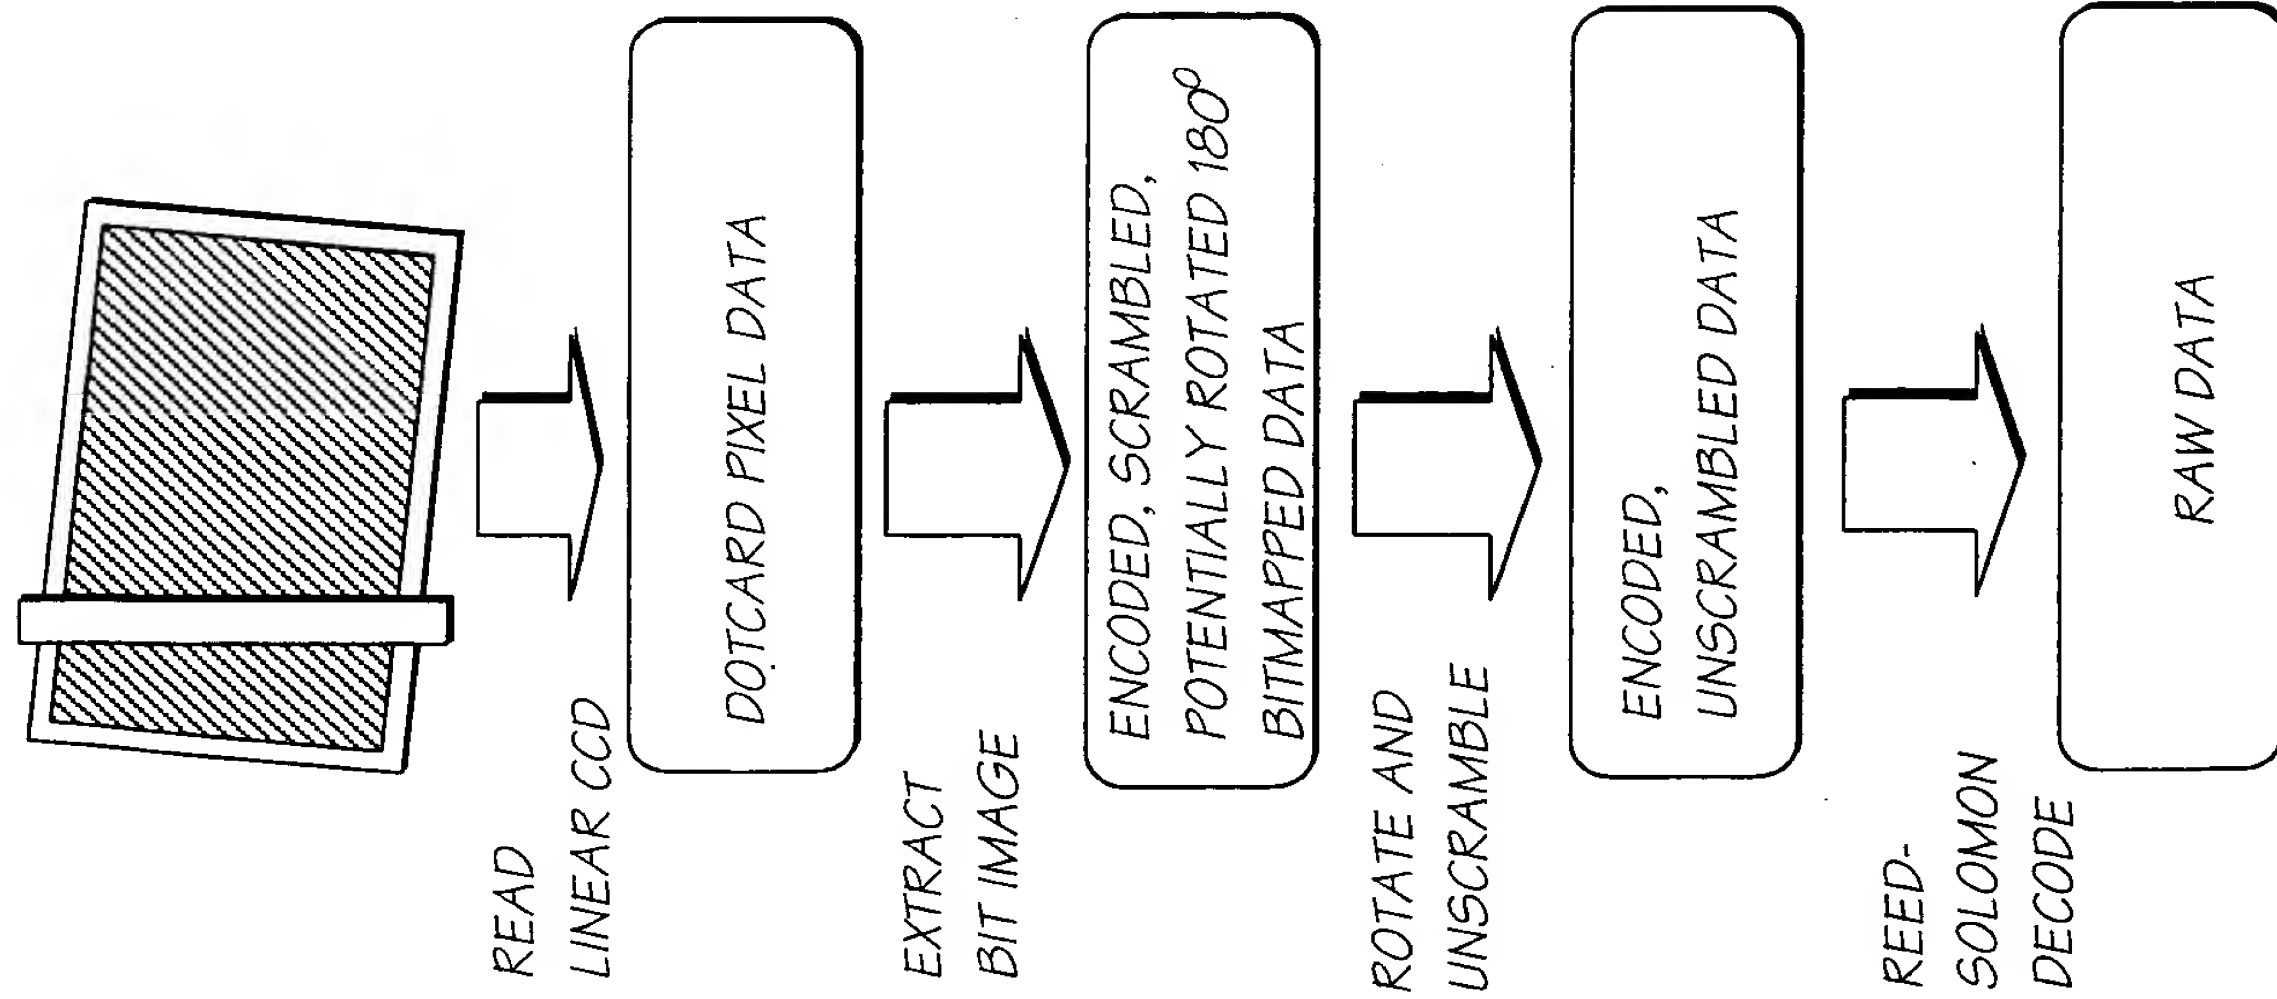 READ
LINEAR CCD
DOTCARD PIXEL DATA
EXTRACT
BIT IMAGE
ENCODED, SCRAMBLED,
POTENTIALLY ROTATED 180°
BITMAPPED DATA
ROTATE AND
UNSCRAMBLE
ENCODED,
UNSCRAMBLED DATA
REED-
SOLOMON
DECODE
RAW DATA